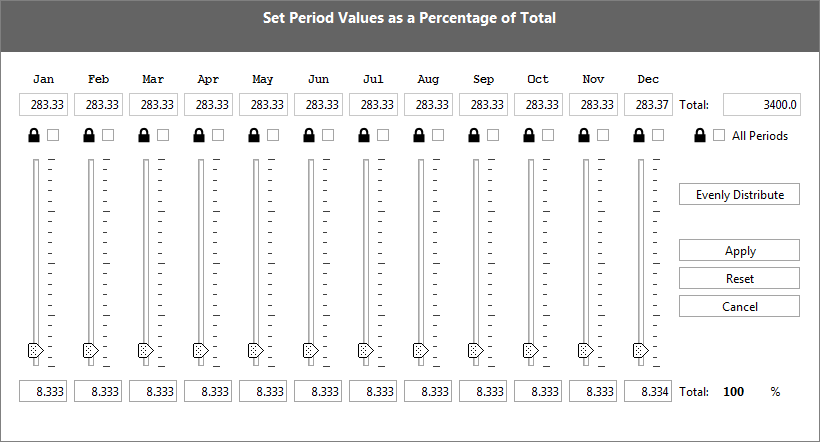 Set Period Values as a Percentage of Total
Jan Feb Mar Apr May Jun Jul Aug Sep Oct Nov Dec
283.33 283.33 283.33 283.33 283.33 283.33 283.33 283.33 283.33 283.33 283.33 283.37 Total: 3400.0
All Periods
Evenly Distribute
Apply
Reset
Cancel
8.333 8.333 8.333 8.333 8.333 8.333 8.333 8.333 8.333 8.333 8.333 8.334 Total: 100 %